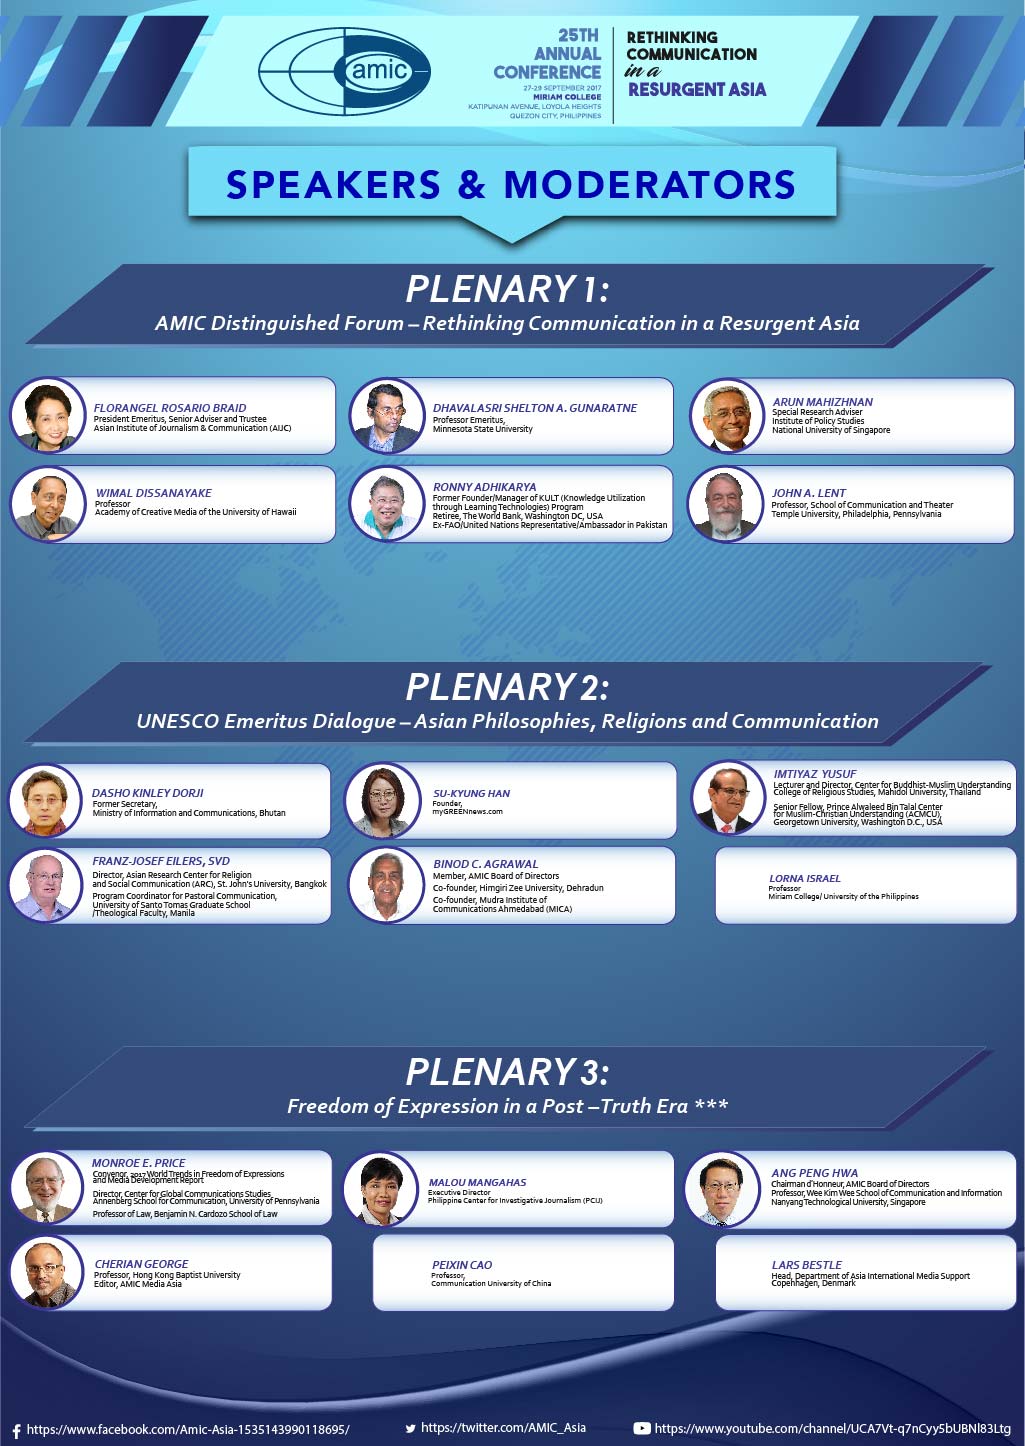 amic
25TH
ANNUAL
CONFERENCE
27-29 SEPTEMBER 2017
MIRIAM COLLEGE
KATIPUNAN AVENUE, LOYOLA HEIGHTS
QUEZON CITY, PHILIPPINES
RETHINKING
COMMUNICATION
in a
RESURGENT ASIA
SPEAKERS & MODERATORS
PLENARY 1:
AMIC Distinguished Forum – Rethinking Communication in a Resurgent Asia
FLORANGEL ROSARIO BRAID
President Emeritus, Senior Adviser and Trustee
Asian Institute of Journalism & Communication (AIJC)
DHAVALASRI SHELTON A. GUNARATNE
Professor Emeritus,
Minnesota State University
ARUN MAHIZHNAN
Special Research Adviser
Institute of Policy Studies
National University of Singapore
WIMAL DISSANAYAKE
Professor
Academy of Creative Media of the University of Hawaii
RONNY ADHIKARYA
Former Founder/Manager of KULT (Knowledge Utilization
through Learning Technologies) Program
Retiree, The World Bank, Washington DC, USA
Ex-FAO/United Nations Representative/Ambassador in Pakistan
JOHN A. LENT
Professor, School of Communication and Theater
Temple University, Philadelphia, Pennsylvania
PLENARY 2:
UNESCO Emeritus Dialogue – Asian Philosophies, Religions and Communication
DASHO KINLEY DORJI
Former Secretary,
Ministry of Information and Communications, Bhutan
SU-KYUNG HAN
Founder,
myGREENnews.com
IMTIYAZ YUSUF
Lecturer and Director, Center for Buddhist-Muslim Understanding
College of Religious Studies, Mahidol University, Thailand
Senior Fellow, Prince Alwaleed Bin Talal Center
for Muslim-Christian Understanding (ACMCU),
Georgetown University, Washington D.C., USA
FRANZ-JOSEF EILERS, SVD
Director, Asian Research Center for Religion
and Social Communication (ARC), St. John's University, Bangkok
Program Coordinator for Pastoral Communication,
University of Santo Tomas Graduate School
/Theological Faculty, Manila
BINOD C. AGRAWAL
Member, AMIC Board of Directors
Co-founder, Himgiri Zee University, Dehradun
Co-founder, Mudra Institute of
Communications Ahmedabad (MICA)
LORNA ISRAEL
Professor
Miriam College/ University of the Philippines
PLENARY 3:
Freedom of Expression in a Post –Truth Era ***
MONROE E. PRICE
Convenor, 2017 World Trends in Freedom of Expressions
and Media Development Report
Director, Center for Global Communications Studies
Annenberg School for Communication, University of Pennsylvania
Professor of Law, Benjamin N. Cardozo School of Law
MALOU MANGAHAS
Executive Director
Philippine Center for Investigative Journalism (PCIJ)
ANG PENG HWA
Chairman d'Honneur, AMIC Board of Directors
Professor, Wee Kim Wee School of Communication and Information
Nanyang Technological University, Singapore
CHERIAN GEORGE
Professor, Hong Kong Baptist University
Editor, AMIC Media Asia
PEIXIN CAO
Professor,
Communication University of China
LARS BESTLE
Head, Department of Asia International Media Support
Copenhagen, Denmark
https://www.facebook.com/Amic-Asia-1535143990118695/
https://twitter.com/AMIC_Asia
https://www.youtube.com/channel/UCA7Vt-q7nCyy5bUBNl83Ltg